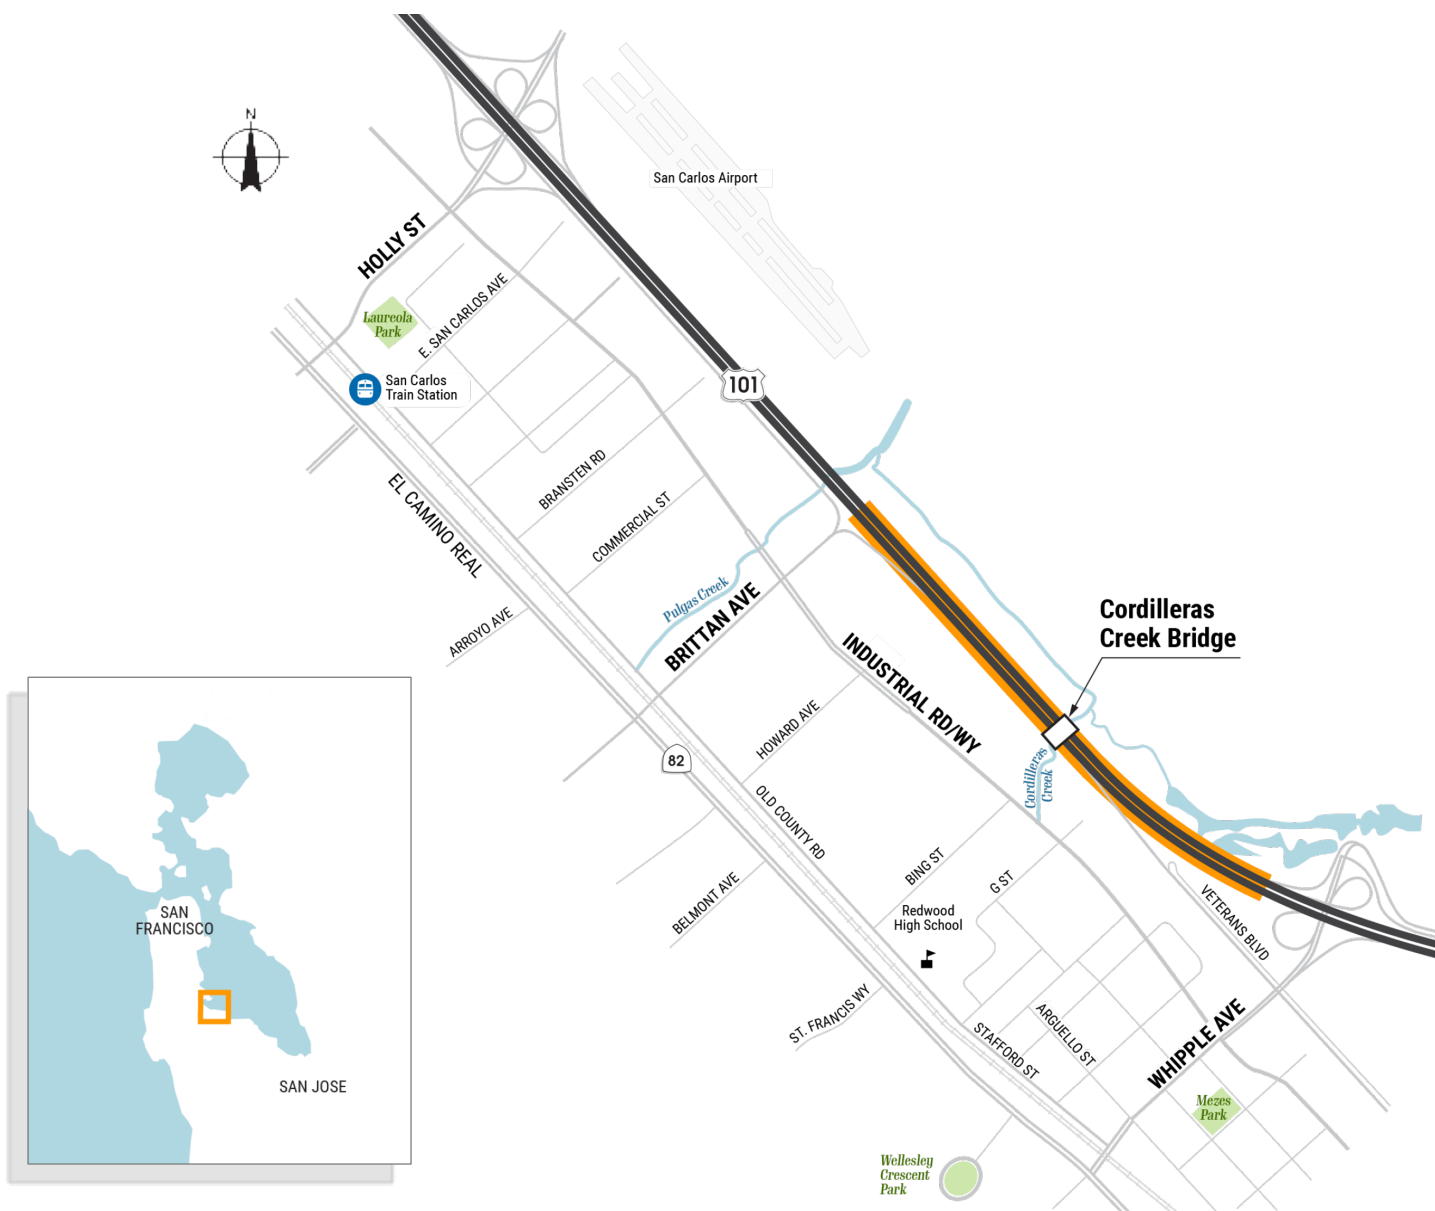 N
San Carlos Airport
HOLLY ST
E. SAN CARLOS AVE
Laureola
Park
San Carlos
Train Station
101
BRANSTEN RD
EL CAMINO REAL
COMMERCIAL ST
Pulgas Creek
ARROYO AVE
BRITTAN AVE
Cordilleras
Creek Bridge
INDUSTRIAL RD/WY
HOWARD AVE
82
Cordilleras
Creek
OLD COUNTY RD
BING ST
G ST
BELMONT AVE
Redwood
High School
VETERANS BLVD
ST. FRANCIS WY
STAFFORD ST
ARGUELLO ST
WHIPPLE AVE
Mezes
Park
Wellesley
Crescent
Park
SAN
FRANCISCO
SAN JOSE